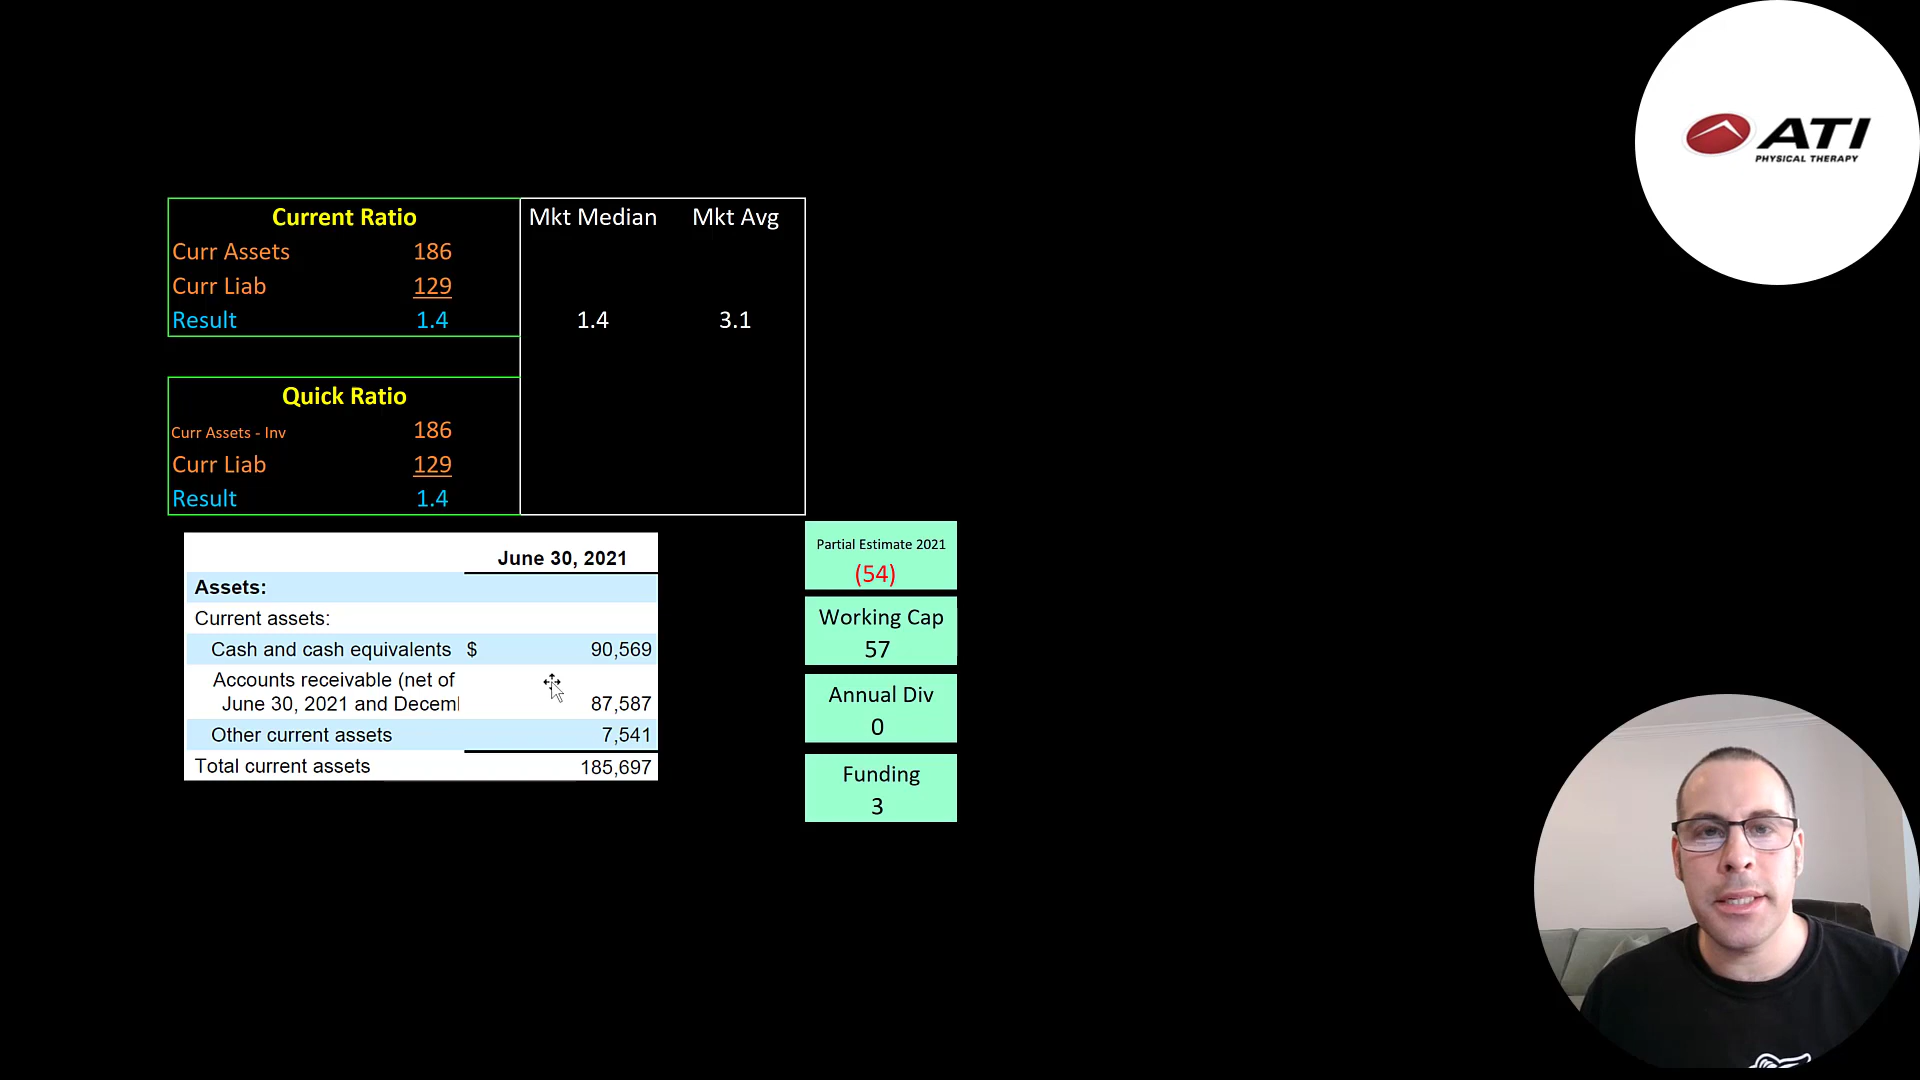 ATI
PHYSICAL THERAPY
Current Ratio Mkt Median Mkt Avg
Curr Assets 186
Curr Liab 129
Result 1.4 1.4 3.1
Quick Ratio
Curr Assets - Inv 186
Curr Liab 129
Result 1.4
June 30, 2021
Assets:
Current assets:
Cash and cash equivalents $ 90,569
Accounts receivable (net of
June 30, 2021 and Decem 87,587
Other current assets 7,541
Total current assets 185,697
Partial Estimate 2021
(54)
Working Cap
57
Annual Div
0
Funding
3